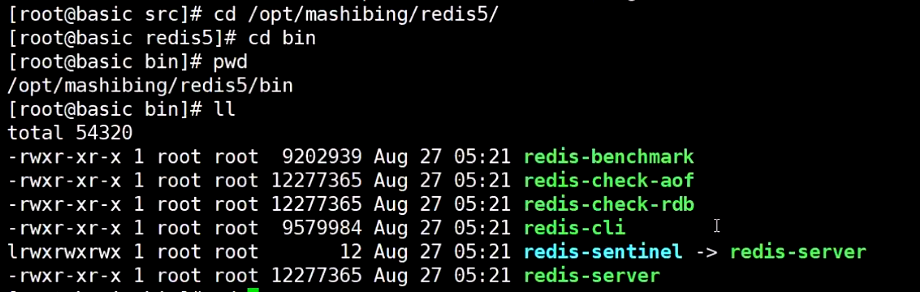 [root@basic src]# cd /opt/mashibing/redis5/
[root@basic redis5]# cd bin
[root@basic bin]# pwd
/opt/mashibing/redis5/bin
[root@basic bin]# ll
total 54320
-rwxr-xr-x 1 root root  9202939 Aug 27 05:21 redis-benchmark
-rwxr-xr-x 1 root root 12277365 Aug 27 05:21 redis-check-aof
-rwxr-xr-x 1 root root 12277365 Aug 27 05:21 redis-check-rdb
-rwxr-xr-x 1 root root  9579984 Aug 27 05:21 redis-cli
lrwxrwxrwx 1 root root       12 Aug 27 05:21 redis-sentinel -> redis-server
-rwxr-xr-x 1 root root 12277365 Aug 27 05:21 redis-server